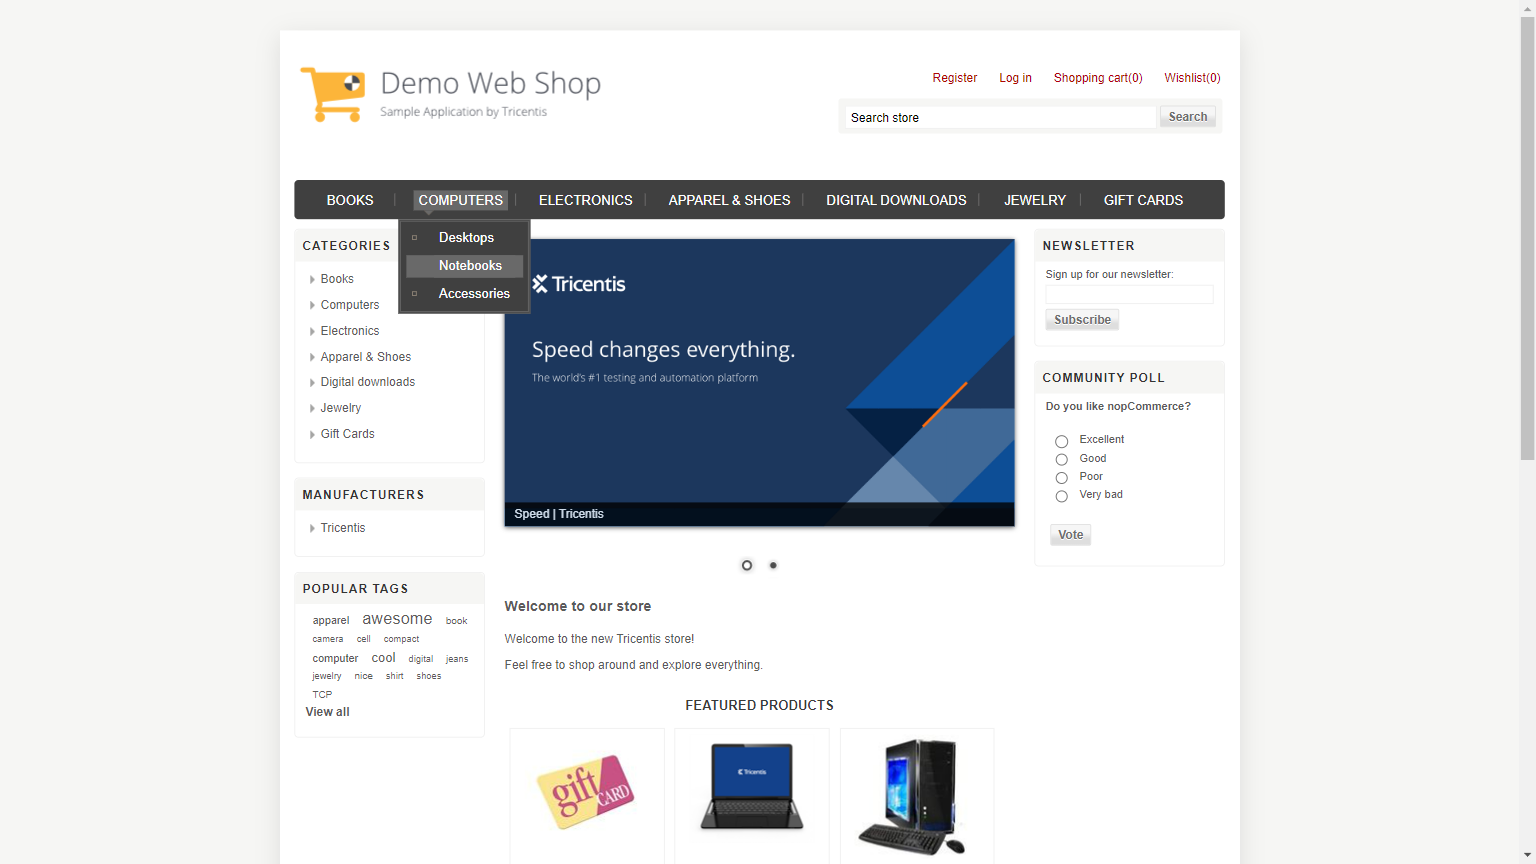 Demo Web Shop
Sample Application by Tricentis
Register Log in Shopping cart(0) Wishlist(0)
Search store Search
BOOKS COMPUTERS ELECTRONICS APPAREL & SHOES DIGITAL DOWNLOADS JEWELRY GIFT CARDS
Desktops
Notebooks
Accessories
CATEGORIES
Books
Computers
Electronics
Apparel & Shoes
Digital downloads
Jewelry
Gift Cards
MANUFACTURERS
Tricentis
POPULAR TAGS
apparel awesome book
camera cell compact
computer cool digital jeans
jewelry nice shirt shoes
TCP
View all
Tricentis
Speed changes everything.
The world's #1 testing and automation platform
Speed | Tricentis
Welcome to our store
Welcome to the new Tricentis store!
Feel free to shop around and explore everything.
FEATURED PRODUCTS
gift CARD
Tricentis
NEWSLETTER
Sign up for our newsletter:
Subscribe
COMMUNITY POLL
Do you like nopCommerce?
Excellent
Good
Poor
Very bad
Vote